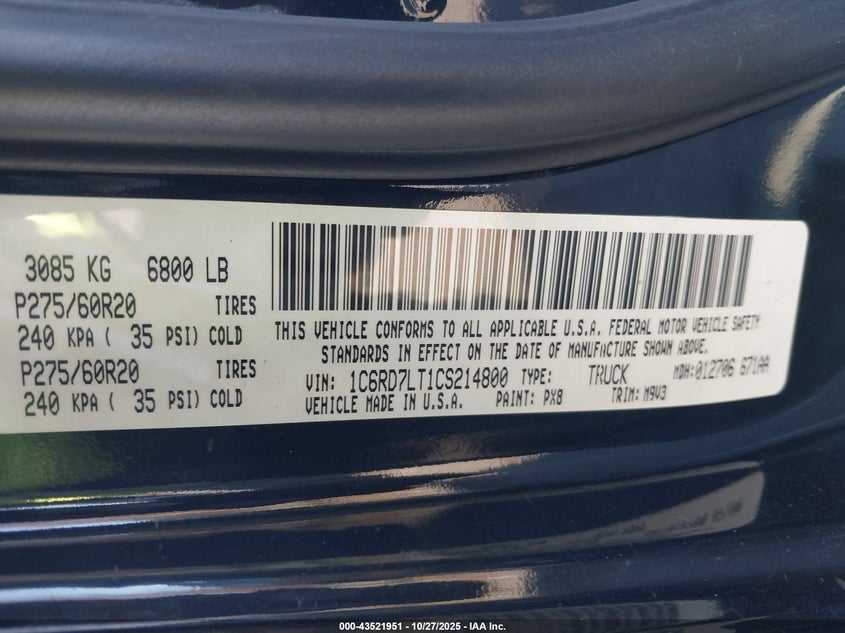 3085 KG 6800 LB
P275/60R20 TIRES
240 KPA ( 35 PSI) COLD
P275/60R20 TIRES
240 KPA ( 35 PSI) COLD
THIS VEHICLE CONFORMS TO ALL APPLICABLE U.S.A. FEDERAL MOTOR VEHICLE SAFETY
STANDARDS IN EFFECT ON THE DATE OF MANUFACTURE SHOWN ABOVE.
VIN: 1C6RD7LT1CS214800 TYPE: TRUCK MDH:012706 671AA
VEHICLE MADE IN U.S.A. PAINT: PX8 TRIM: M9V3
000-43521951 | 10/27/2025 - IAA Inc.